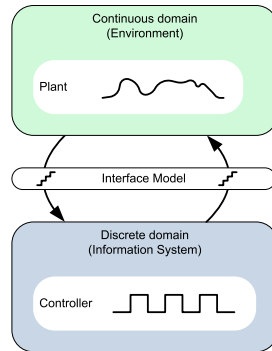 Continuous domain
(Environment)
Plant
Interface Model
Discrete domain
(Information System)
Controller